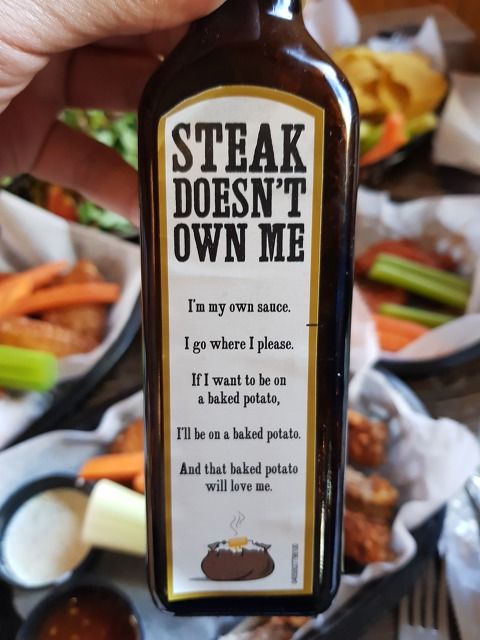 STEAK
DOESN'T
OWN ME
I'm my own sauce.
I go where I please.
If I want to be on
a baked potato,
I'll be on a baked potato.
And that baked potato
will love me.